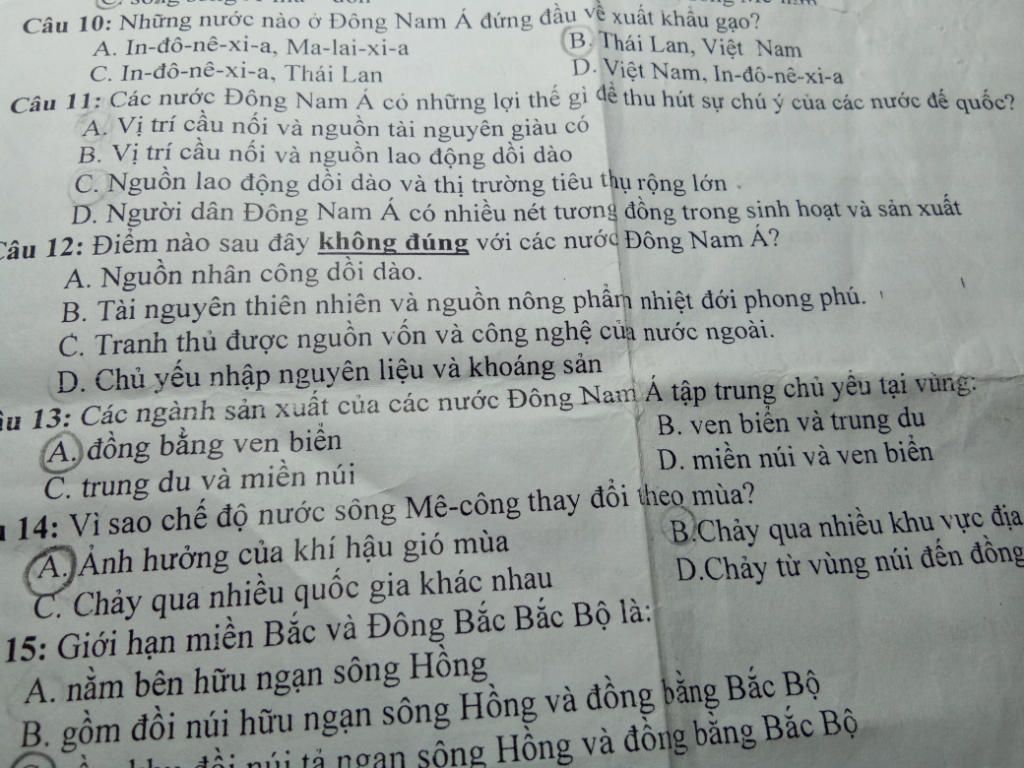 Câu 10: Những nước nào ở Đông Nam Á đứng đầu về xuất khẩu gạo?
A. In-đô-nê-xi-a, Ma-lai-xi-a
B. Thái Lan, Việt Nam
C. In-đô-nê-xi-a, Thái Lan
D. Việt Nam, In-đô-nê-xi-a
Câu 11: Các nước Đông Nam Á có những lợi thế gì để thu hút sự chú ý của các nước đế quốc?
A. Vị trí cầu nối và nguồn tài nguyên giàu có
B. Vị trí cầu nối và nguồn lao động dồi dào
C. Nguồn lao động dồi dào và thị trường tiêu thụ rộng lớn
D. Người dân Đông Nam Á có nhiều nét tương đồng trong sinh hoạt và sản xuất
Câu 12: Điểm nào sau đây không đúng với các nước Đông Nam Á?
A. Nguồn nhân công dồi dào.
B. Tài nguyên thiên nhiên và nguồn nông phẩm nhiệt đới phong phú.
C. Tranh thủ được nguồn vốn và công nghệ của nước ngoài.
D. Chủ yếu nhập nguyên liệu và khoáng sản
âu 13: Các ngành sản xuất của các nước Đông Nam Á tập trung chủ yếu tại vùng:
A. đồng bằng ven biển
B. ven biển và trung du
C. trung du và miền núi
D. miền núi và ven biển
14: Vì sao chế độ nước sông Mê-công thay đổi theo mùa?
A. Ảnh hưởng của khí hậu gió mùa
B.Chảy qua nhiều khu vực địa
C. Chảy qua nhiều quốc gia khác nhau
D.Chảy từ vùng núi đến đồng
15: Giới hạn miền Bắc và Đông Bắc Bắc Bộ là:
A. nằm bên hữu ngạn sông Hồng
B. gồm đồi núi hữu ngạn sông Hồng và đồng bằng Bắc Bộ
đồi núi tả ngạn sông Hồng và đồng bằng Bắc Bộ